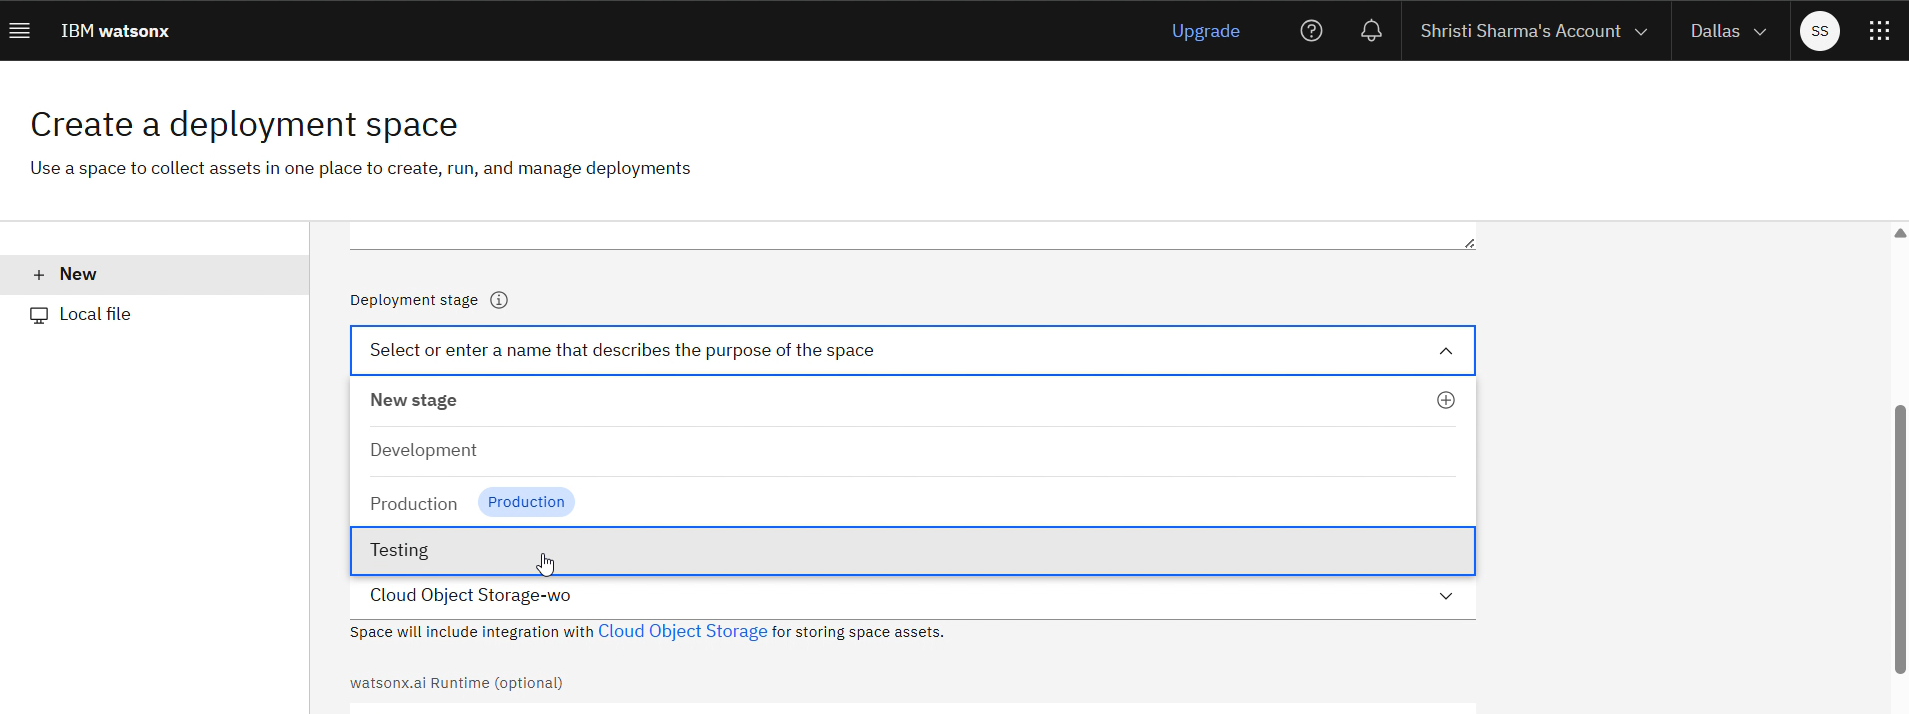 IBM watsonx
Upgrade
Shristi Sharma's Account
Dallas
SS
Create a deployment space
Use a space to collect assets in one place to create, run, and manage deployments
New
Local file
Deployment stage
Select or enter a name that describes the purpose of the space
New stage
Development
Production Production
Testing
Cloud Object Storage-wo
Space will include integration with Cloud Object Storage for storing space assets.
watsonx.ai Runtime (optional)